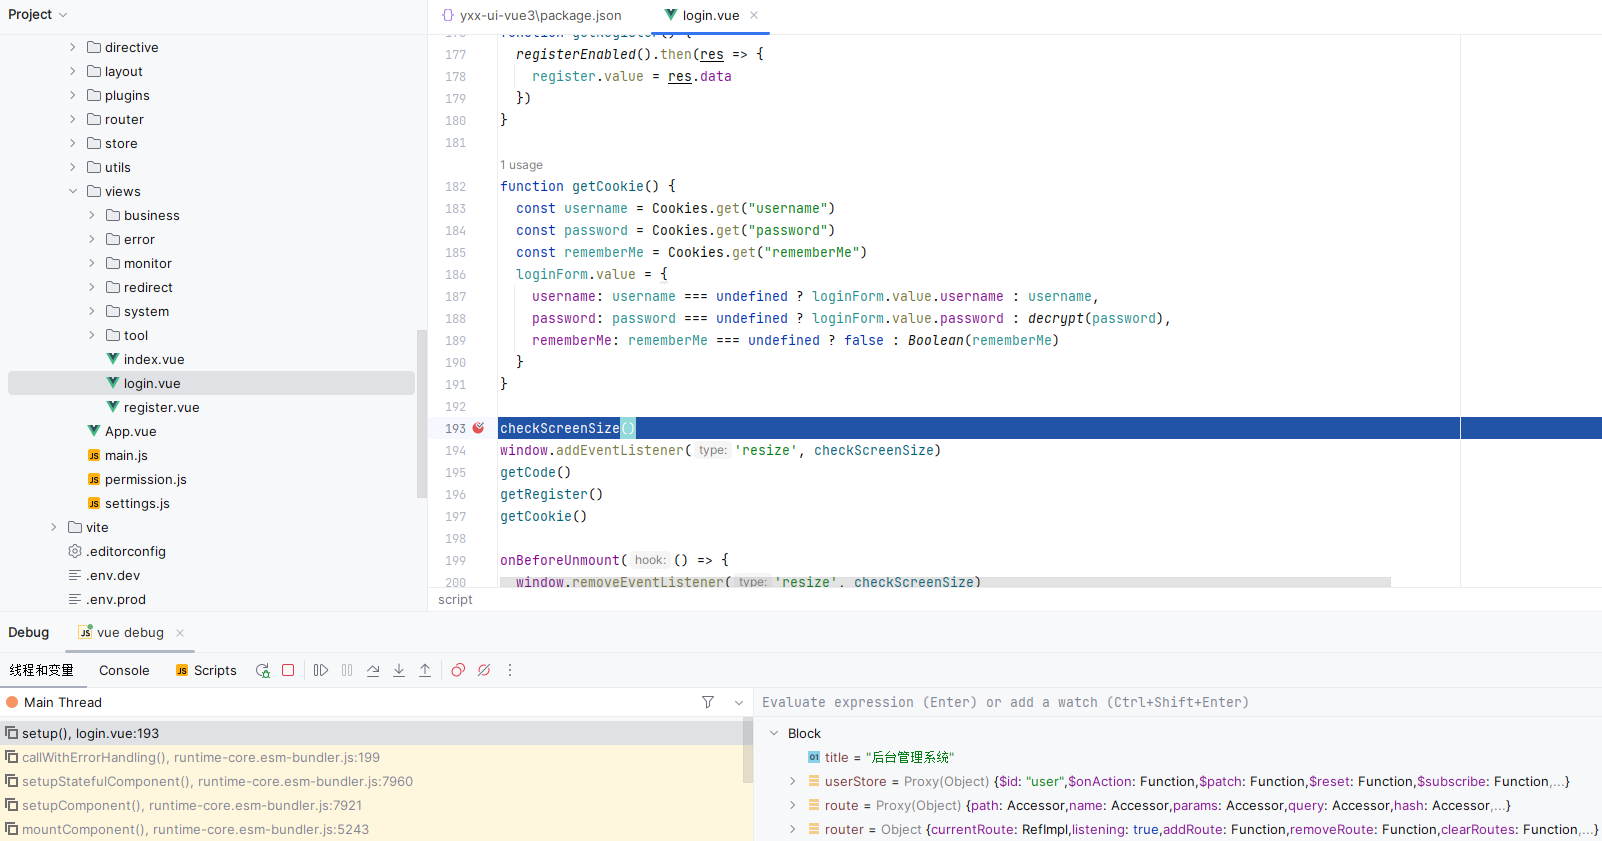 Project
directive
layout
plugins
router
store
utils
views
business
error
monitor
redirect
system
tool
index.vue
login.vue
register.vue
App.vue
JS main.js
JS permission.js
JS settings.js
vite
.editorconfig
.env.dev
.env.prod
{} yxx-ui-vue3\package.json
login.vue
176 function getRegister() {
177 registerEnabled().then(res => {
178 register.value = res.data
179 })
180 }
181
1 usage
182 function getCookie() {
183 const username = Cookies.get("username")
184 const password = Cookies.get("password")
185 const rememberMe = Cookies.get("rememberMe")
186 loginForm.value = {
187 username: username === undefined ? loginForm.value.username : username,
188 password: password === undefined ? loginForm.value.password : decrypt(password),
189 rememberMe: rememberMe === undefined ? false : Boolean(rememberMe)
190 }
191 }
192
193 checkScreenSize()
194 window.addEventListener( type: 'resize', checkScreenSize)
195 getCode()
196 getRegister()
197 getCookie()
198
199 onBeforeUnmount( hook: () => {
200 window.removeEventListener( type: 'resize', checkScreenSize)
script
Debug
JS vue debug
线程和变量
Console
JS Scripts
Main Thread
setup(), login.vue:193
callWithErrorHandling(), runtime-core.esm-bundler.js:199
setupStatefulComponent(), runtime-core.esm-bundler.js:7960
setupComponent(), runtime-core.esm-bundler.js:7921
mountComponent(), runtime-core.esm-bundler.js:5243
Evaluate expression (Enter) or add a watch (Ctrl+Shift+Enter)
Block
01 title = "后台管理系统"
userStore = Proxy(Object) {$id: "user",$onAction: Function,$patch: Function,$reset: Function,$subscribe: Function,...}
route = Proxy(Object) {path: Accessor,name: Accessor,params: Accessor,query: Accessor,hash: Accessor,...}
router = Object {currentRoute: RefImpl,listening: true,addRoute: Function,removeRoute: Function,clearRoutes: Function,...}